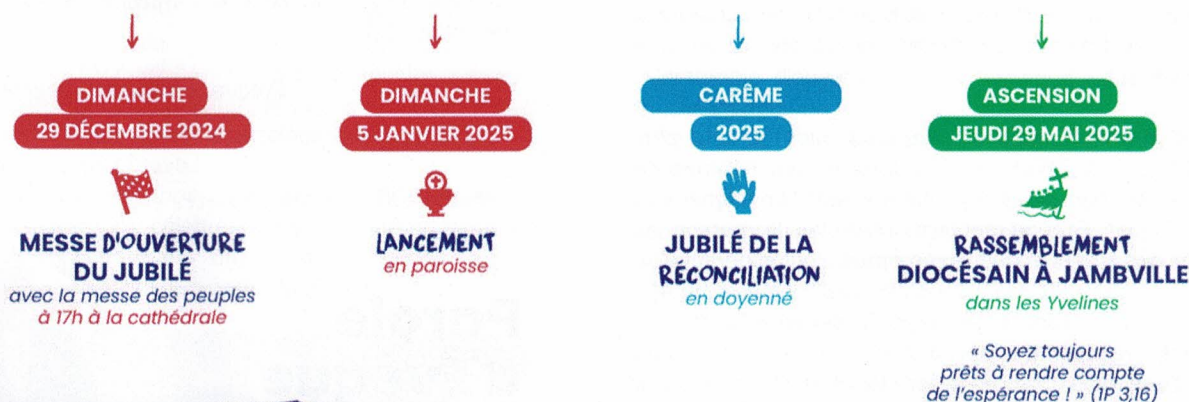 DIMANCHE
29 DÉCEMBRE 2024
MESSE D'OUVERTURE
DU JUBILÉ
avec la messe des peuples
à 17h à la cathédrale
DIMANCHE
5 JANVIER 2025
LANCEMENT
en paroisse
CARÊME
2025
JUBILÉ DE LA
RÉCONCILIATION
en doyenné
ASCENSION
JEUDI 29 MAI 2025
RASSEMBLEMENT
DIOCÉSAIN À JAMBVILLE
dans les Yvelines
« Soyez toujours
prêts à rendre compte
de l'espérance ! » (1P 3,16)